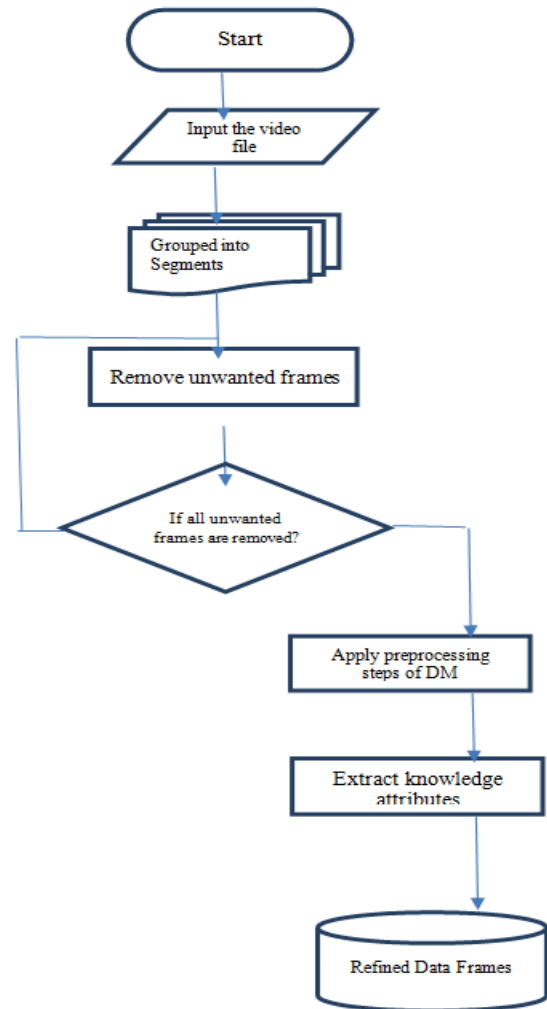 Start
Input the video
file
Grouped into
Segments
Remove unwanted frames
If all unwanted
frames are removed?
Apply preprocessing
steps of DM
Extract knowledge
attributes
Refined Data Frames